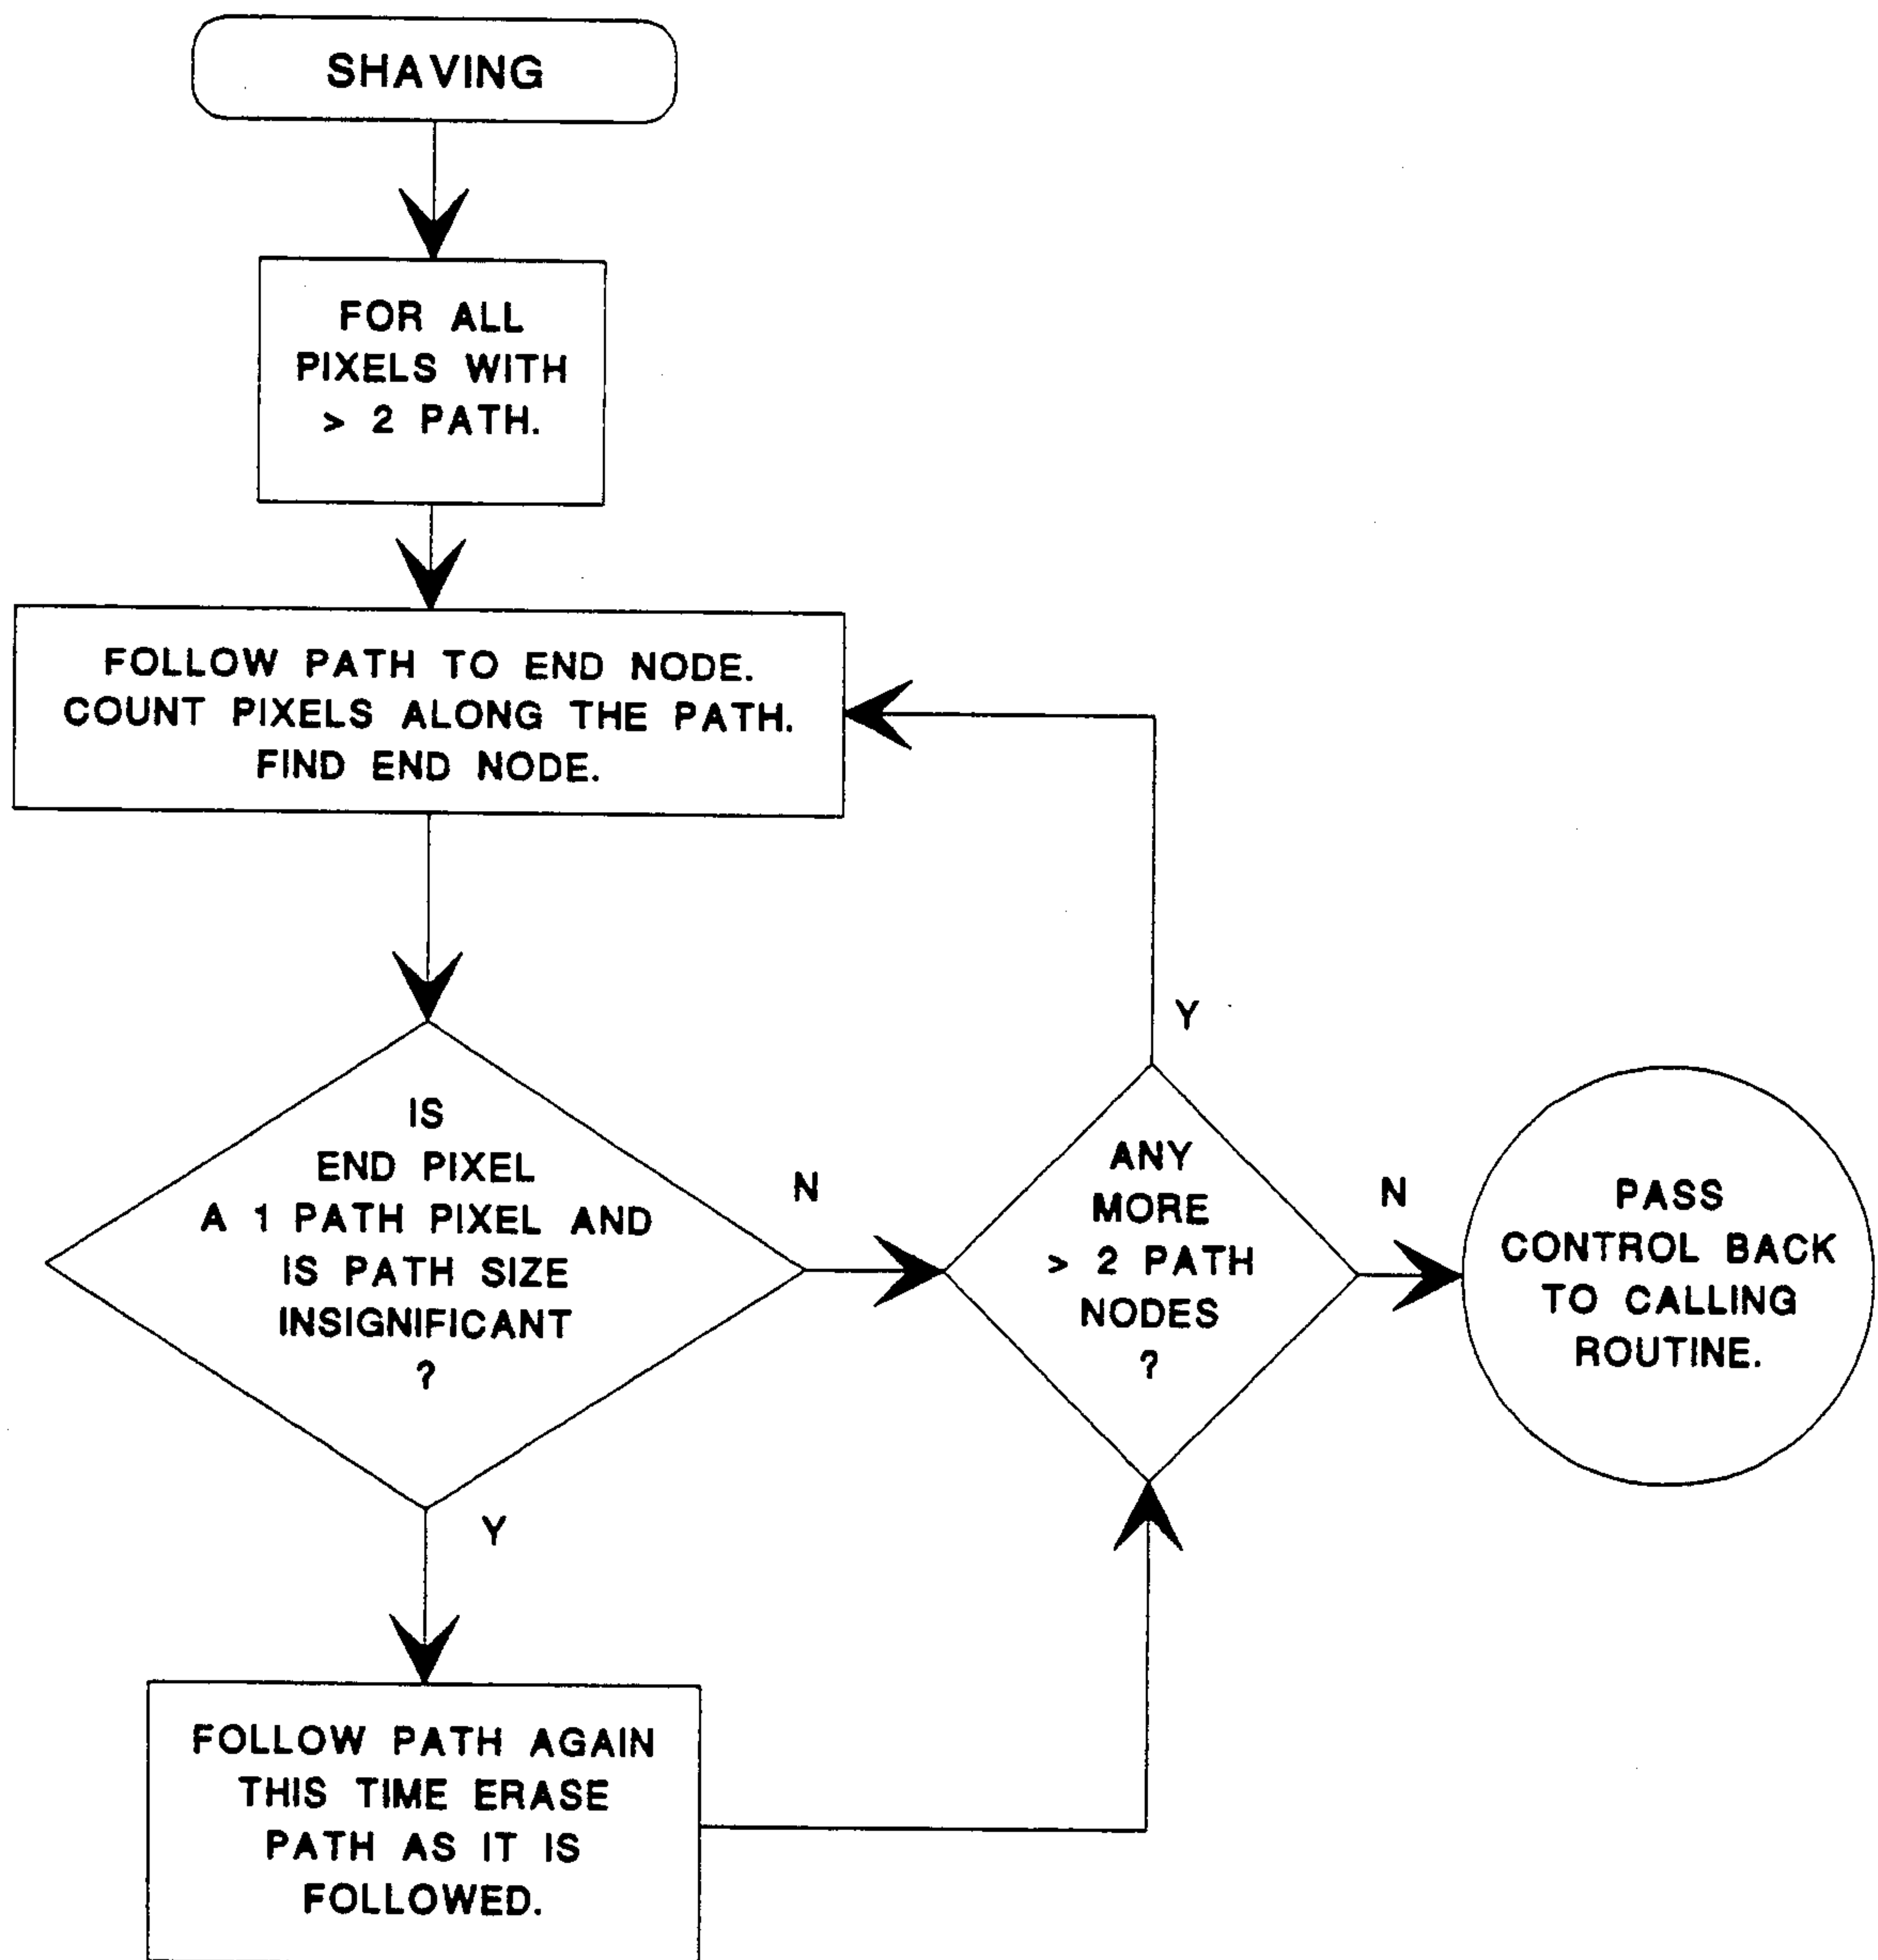 SHAVING
FOR ALL
PIXELS WITH
> 2 PATH.
FOLLOW PATH TO END NODE.
COUNT PIXELS ALONG THE PATH.
FIND END NODE.
IS
END PIXEL
A 1 PATH PIXEL AND
IS PATH SIZE
INSIGNIFICANT
?
N
Y
ANY
MORE
> 2 PATH
NODES
?
Y
N
PASS
CONTROL BACK
TO CALLING
ROUTINE.
FOLLOW PATH AGAIN
THIS TIME ERASE
PATH AS IT IS
FOLLOWED.